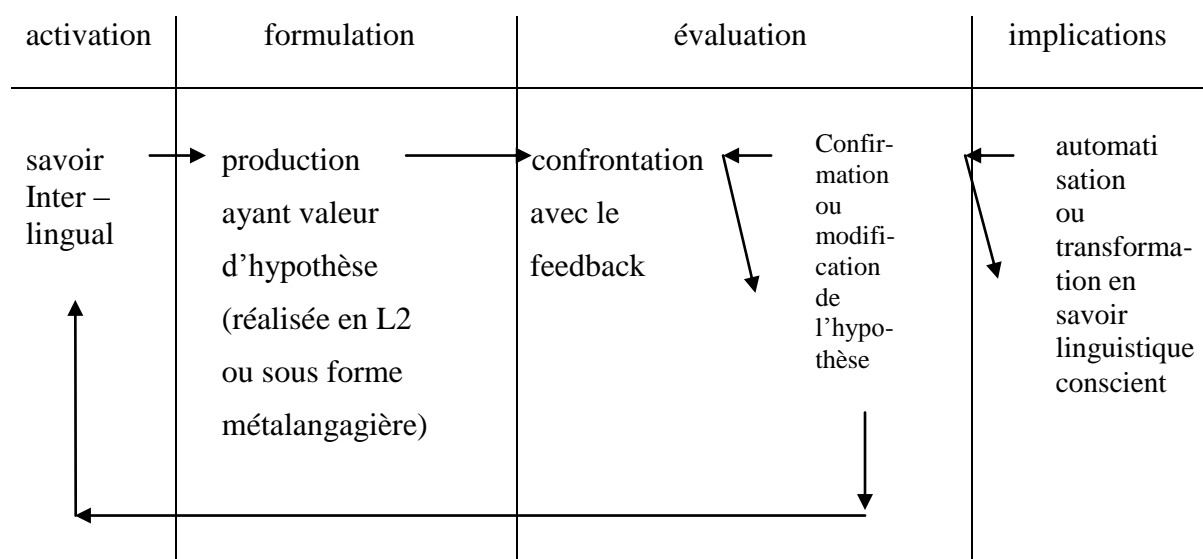 activation
formulation
évaluation
implications
savoir
Inter –
lingual
production
ayant valeur
d’hypothèse
(réalisée en L2
ou sous forme
métalangagière)
confrontation
avec le
feedback
Confir-
mation
ou
modifi-
cation
de
l’hypo-
thèse
automati
sation
ou
transforma-
tion en
savoir
linguistique
conscient